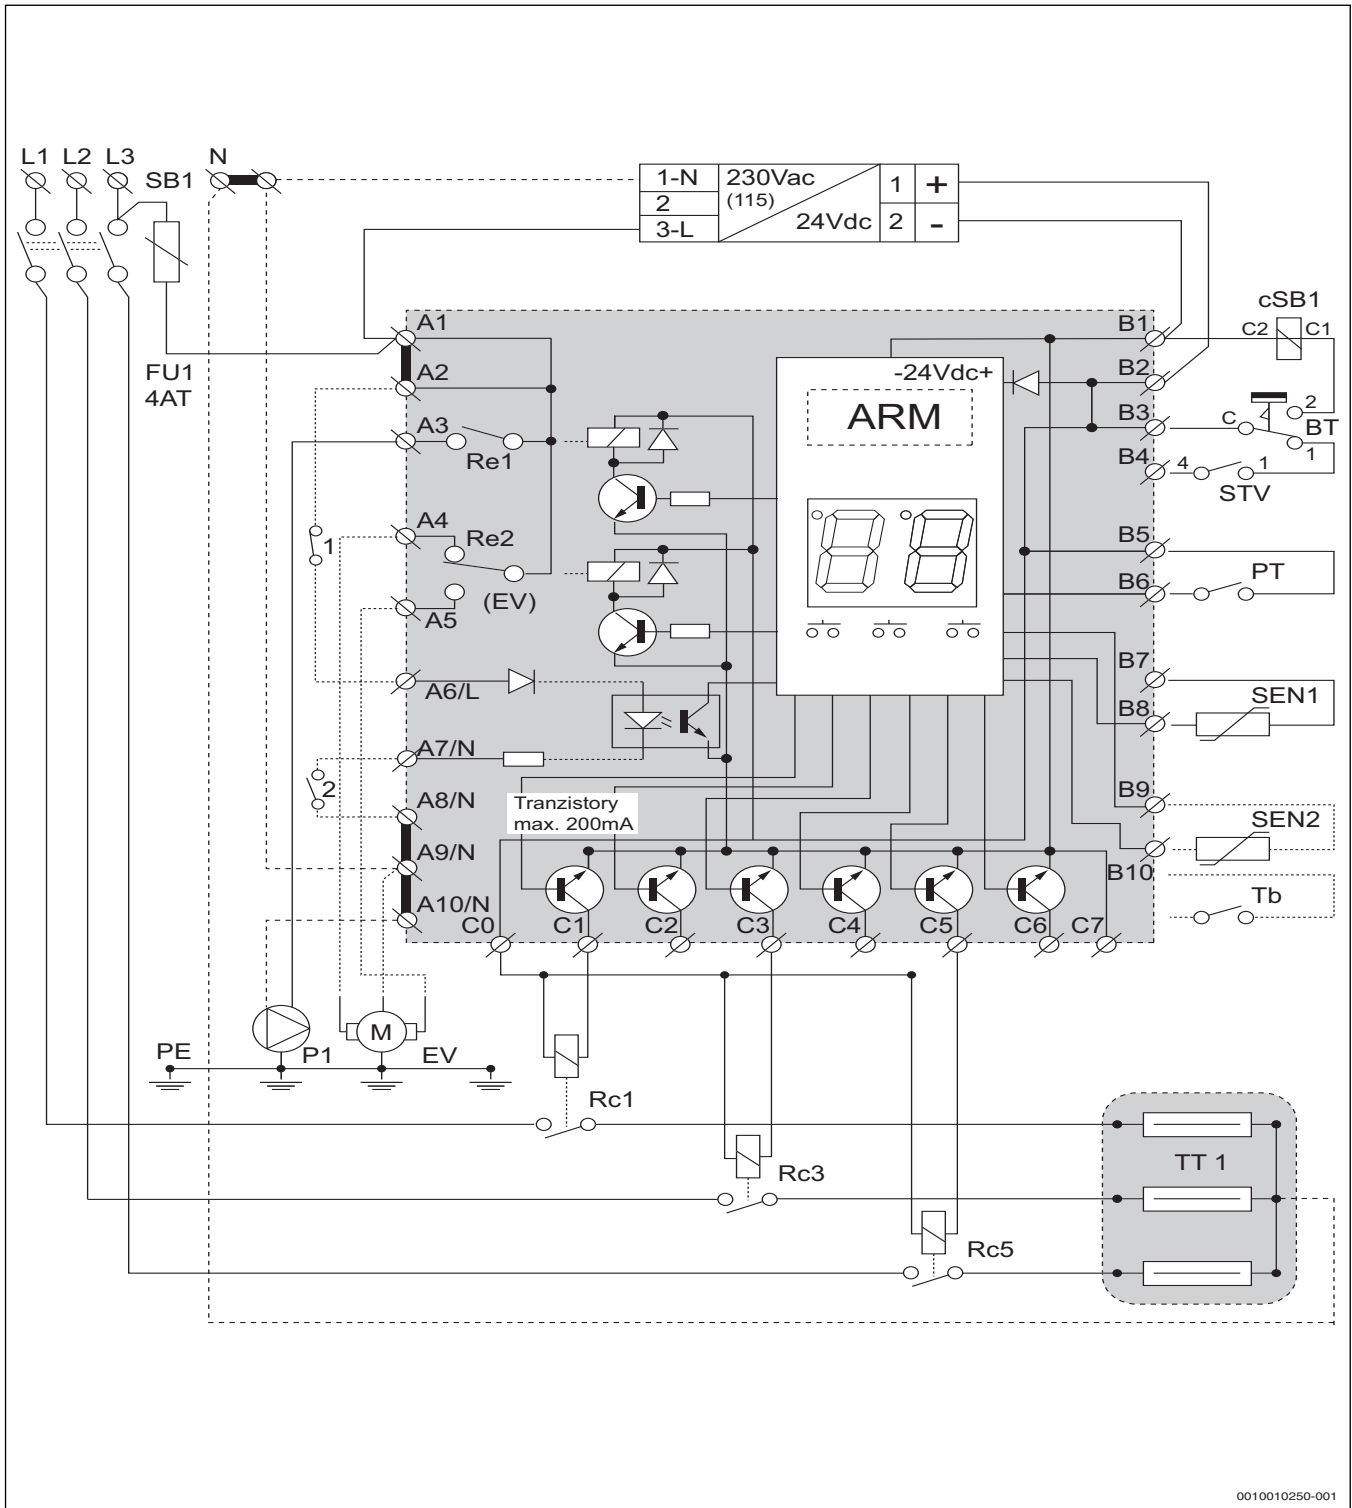 L1 L2 L3 N
SB1
1-N 230Vac 1 +
2 (115)
3-L 24Vdc 2 -
FU1
4AT
A1
A2
A3
Re1
A4
Re2
(EV)
A5
A6/L
A7/N
A8/N
A9/N
A10/N
1
2
-24Vdc+
ARM
Tranzistory
max. 200mA
B1
B2
B3
B4
B5
B6
B7
B8
B9
B10
cSB1
C2 C1
C 2
BT
1
4 1
STV
PT
SEN1
SEN2
Tb
C0 C1 C2 C3 C4 C5 C6 C7
PE P1 M EV
Rc1
Rc3
Rc5
TT 1
0010010250-001